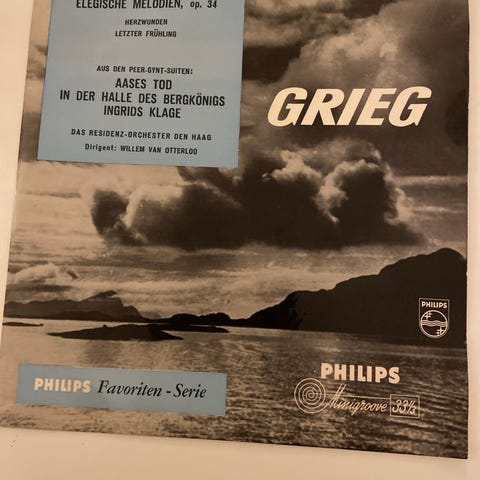 ELEGISCHE MELODIEN, op. 34
HERZWUNDEN
LETZTER FRÜHLING
AUS DEN PEER-GYNT-SUITEN:
AASES TOD
IN DER HALLE DES BERGKÖNIGS
INGRIDS KLAGE
DAS RESIDENZ-ORCHESTER DEN HAAG
Dirigent: WILLEM VAN OTTERLOO
GRIEG
PHILIPS
PHILIPS Favoriten - Serie
PHILIPS
Minigroove 33⅓